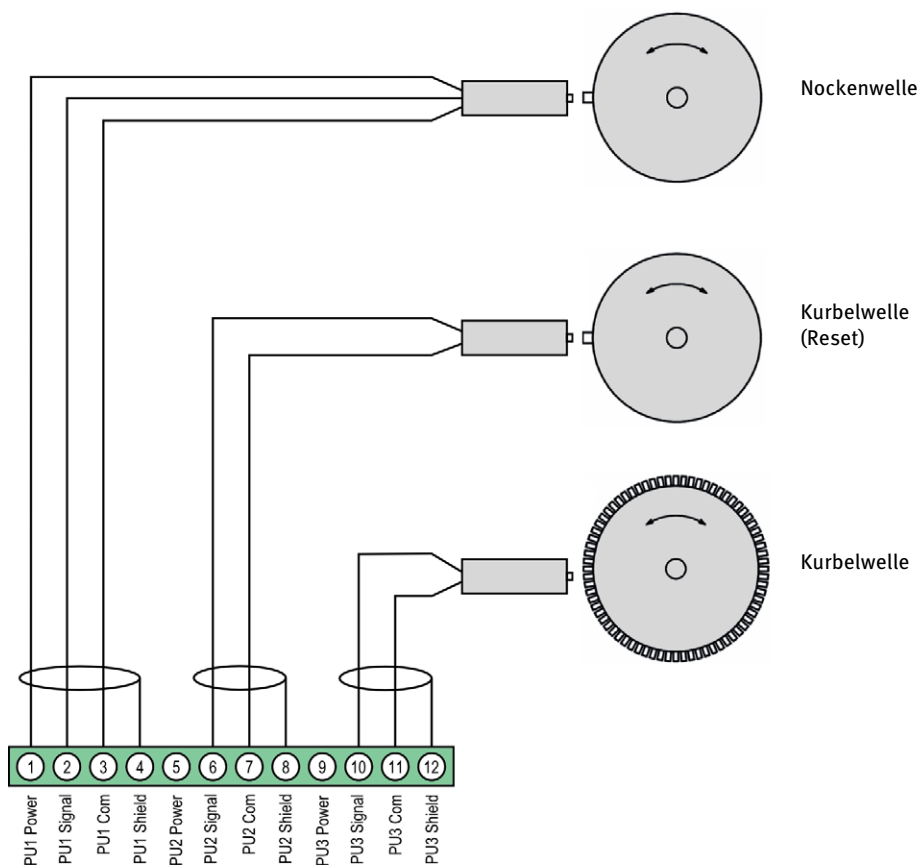 Nockenwelle
Kurbelwelle
(Reset)
Kurbelwelle
1
2
3
4
5
6
7
8
9
10
11
12
PU1 Power
PU1 Signal
PU1 Com
PU1 Shield
PU2 Power
PU2 Signal
PU2 Com
PU2 Shield
PU3 Power
PU3 Signal
PU3 Com
PU3 Shield